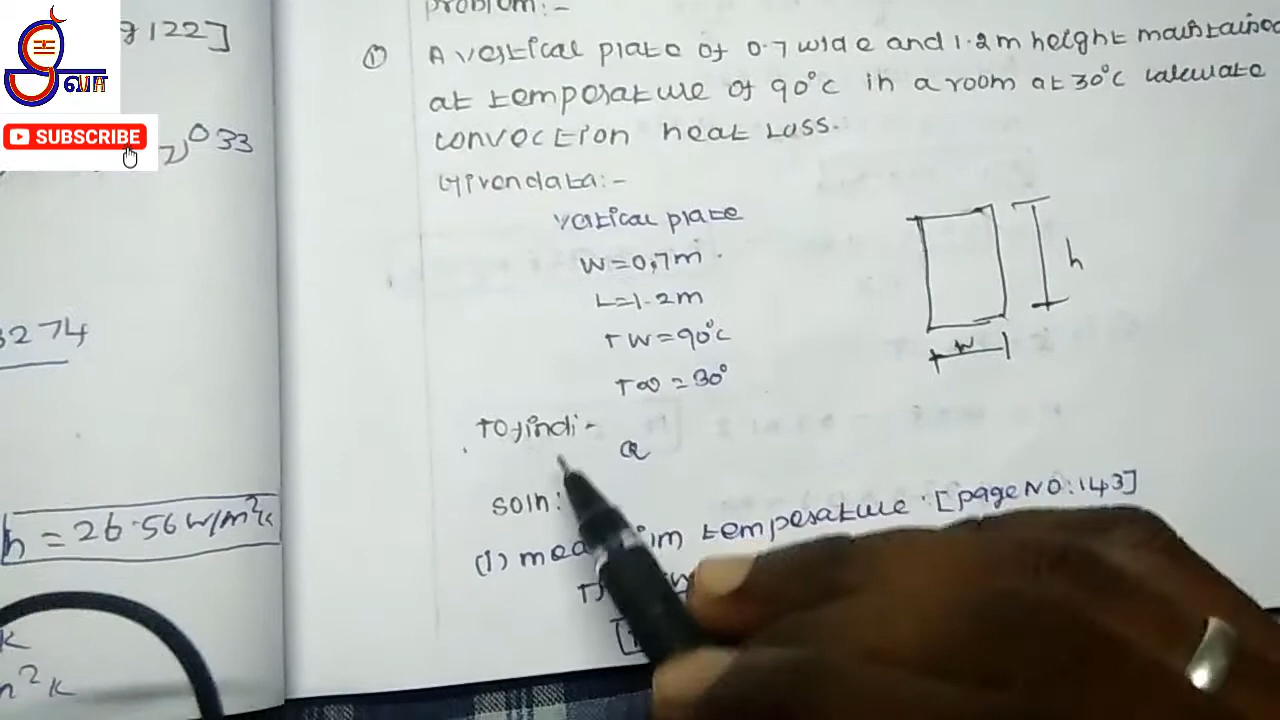 g 122]
SUBSCRIBE
)⁰³³
3274
h = 26.56 W/m²K
K
m²K
problem:-
① A vertical plate of 0.7 wide and 1.2m height maintained
at temperature of 90°C in a room at 30°C calculate
convection heat Loss.
Given data:-
vertical plate
W=0.7m
L=1.2m
TW=90°C
T∞ = 30°
h
W
To find:-
Q
Soln:
(1) mea im temperature. [page NO:143]